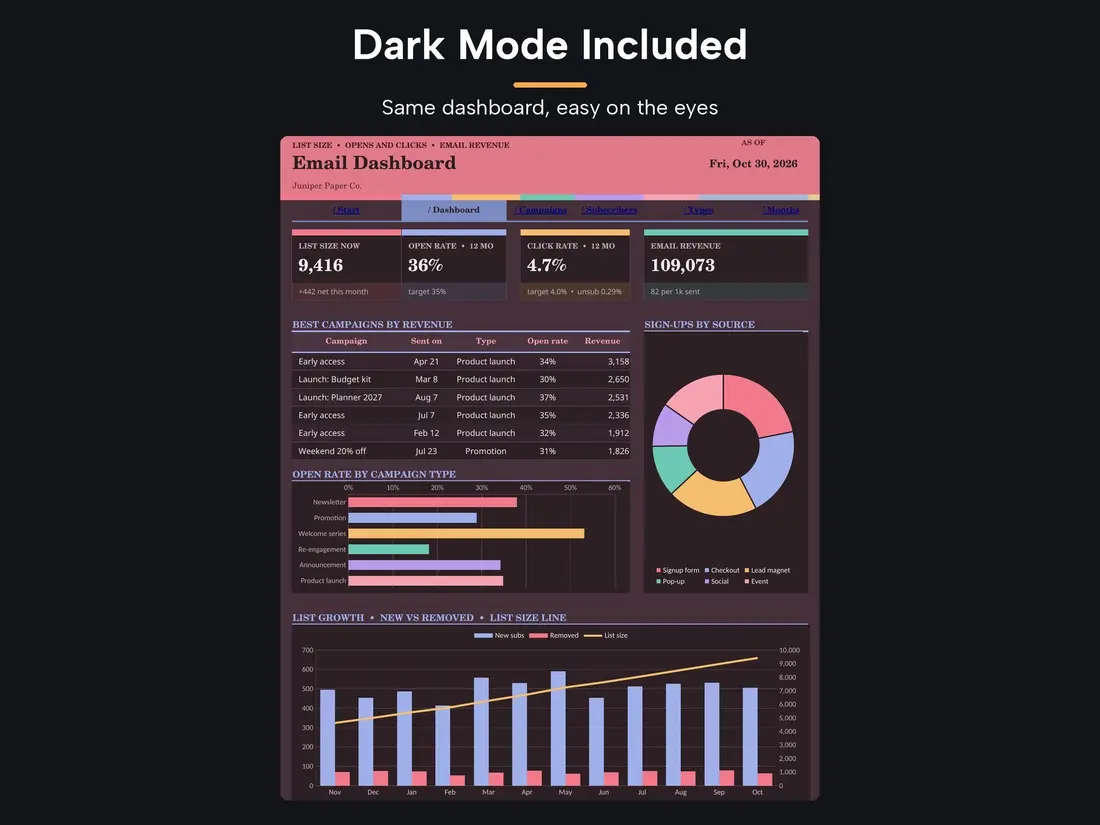 Dark Mode Included
Same dashboard, easy on the eyes
LIST SIZE • OPENS AND CLICKS • EMAIL REVENUE
AS OF
Email Dashboard
Fri, Oct 30, 2026
Juniper Paper Co.
/ Start / Dashboard / Campaigns / Subscribers / Types / Months
LIST SIZE NOW OPEN RATE • 12 MO CLICK RATE • 12 MO EMAIL REVENUE
9,416 36% 4.7% 109,073
+442 net this month target 35% target 4.0% • unsub 0.29% 82 per 1k sent
BEST CAMPAIGNS BY REVENUE
Campaign Sent on Type Open rate Revenue
Early access Apr 21 Product launch 34% 3,158
Launch: Budget kit Mar 8 Product launch 30% 2,650
Launch: Planner 2027 Aug 7 Product launch 37% 2,531
Early access Jul 7 Product launch 35% 2,336
Early access Feb 12 Product launch 32% 1,912
Weekend 20% off Jul 23 Promotion 31% 1,826
SIGN-UPS BY SOURCE
Signup form Checkout Lead magnet
Pop-up Social Event
OPEN RATE BY CAMPAIGN TYPE
0% 10% 20% 30% 40% 50% 60%
Newsletter
Promotion
Welcome series
Re-engagement
Announcement
Product launch
LIST GROWTH • NEW VS REMOVED • LIST SIZE LINE
New subs Removed List size
700
600
500
400
300
200
100
0
10,000
9,000
8,000
7,000
6,000
5,000
4,000
3,000
2,000
1,000
0
Nov Dec Jan Feb Mar Apr May Jun Jul Aug Sep Oct